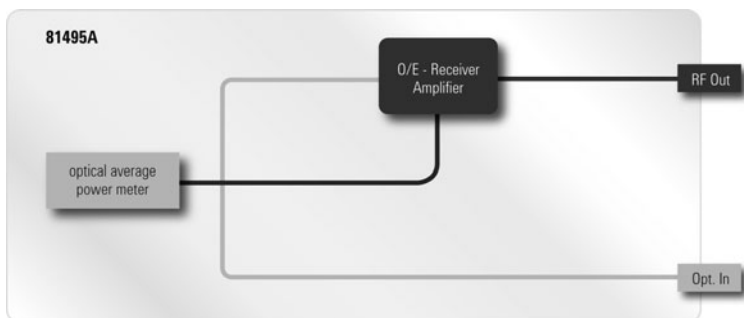 81495A
O/E - Receiver
Amplifier
RF Out
optical average
power meter
Opt. In